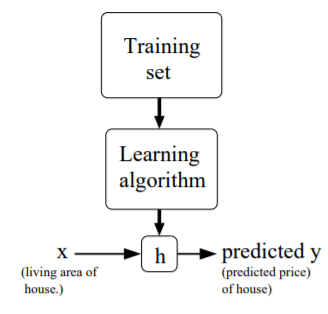 Training
set
Learning
algorithm
x
h
predicted y
(living area of
house.)
(predicted price)
of house)